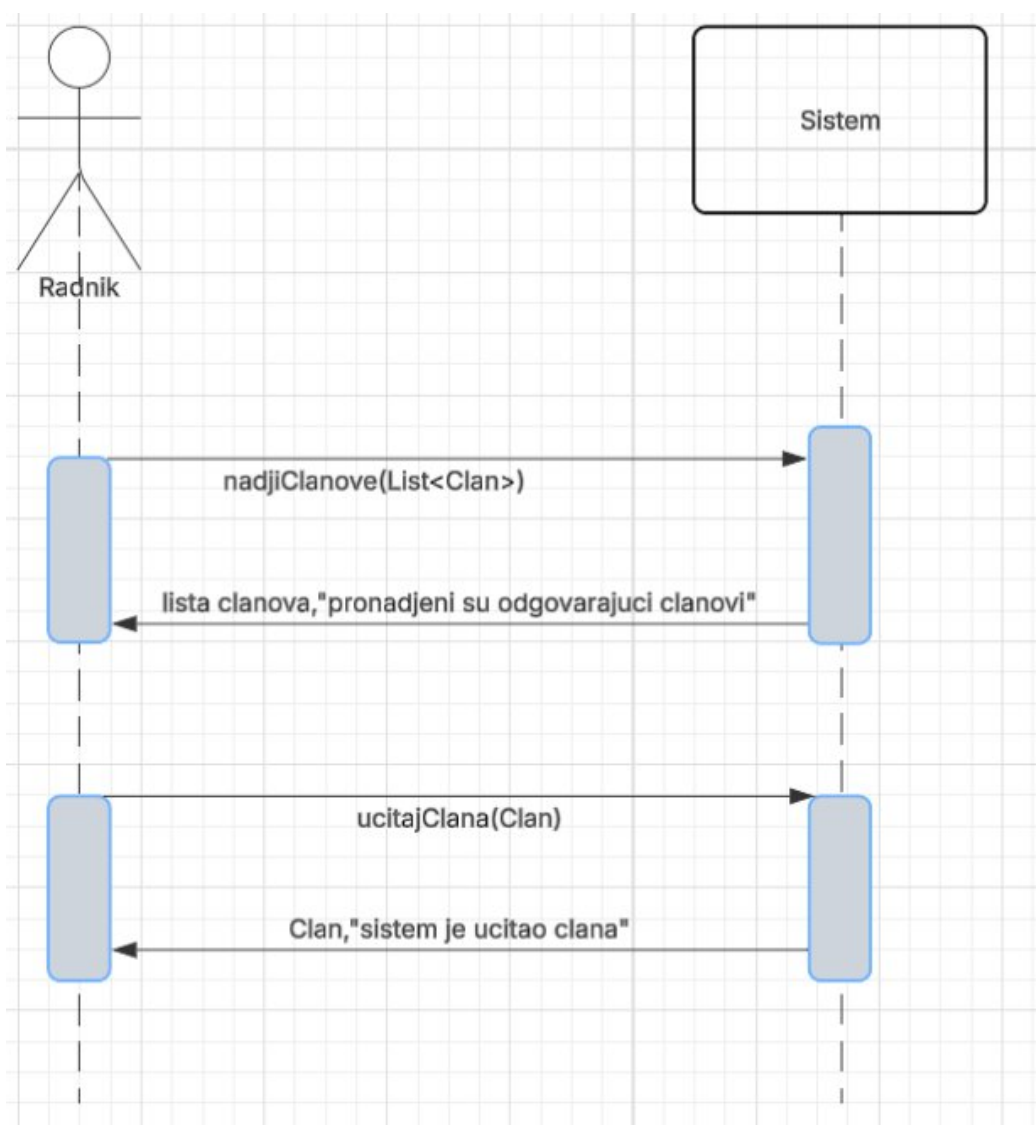 Sistem
Radnik
nadjiClanove(List<Clan>)
lista clanova,"pronadjeni su odgovarajuci clanovi"
ucitajClana(Clan)
Clan,"sistem je ucitao clana"